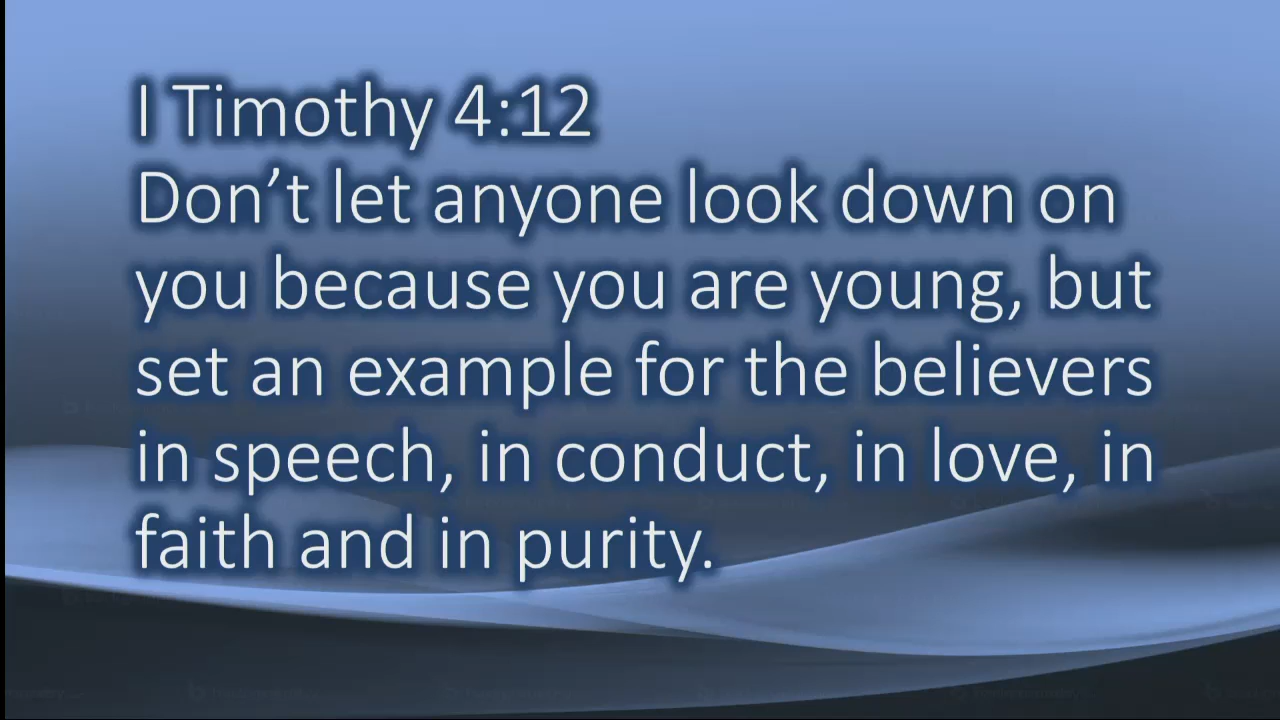 I Timothy 4:12
Don’t let anyone look down on
you because you are young, but
set an example for the believers
in speech, in conduct, in love, in
faith and in purity.